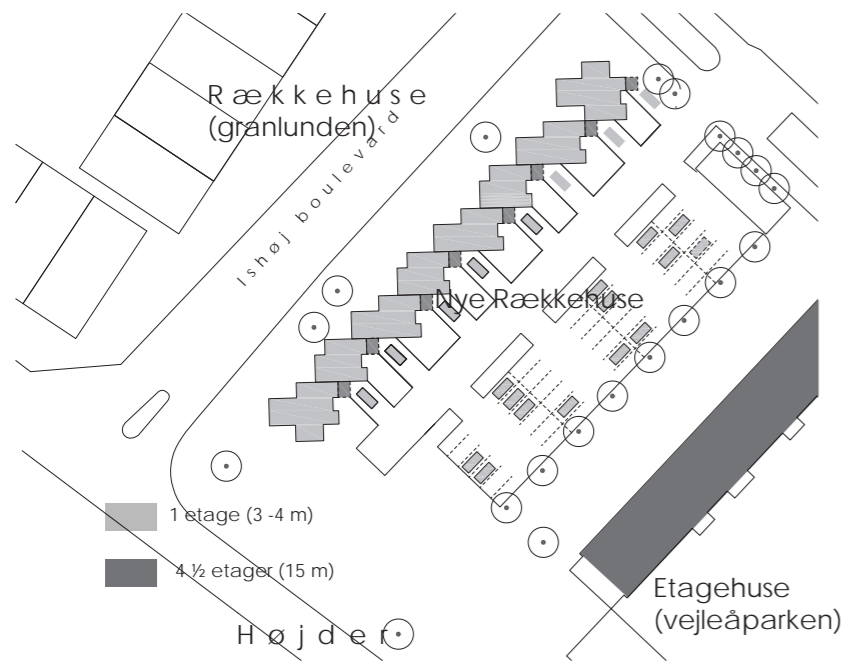 Rækkehuse
(granlunden)
Ishøj boulevard
Nye Rækkehuse
1 etage (3 -4 m)
4 ½ etager (15 m)
Etagehuse
(vejleåparken)
Højder